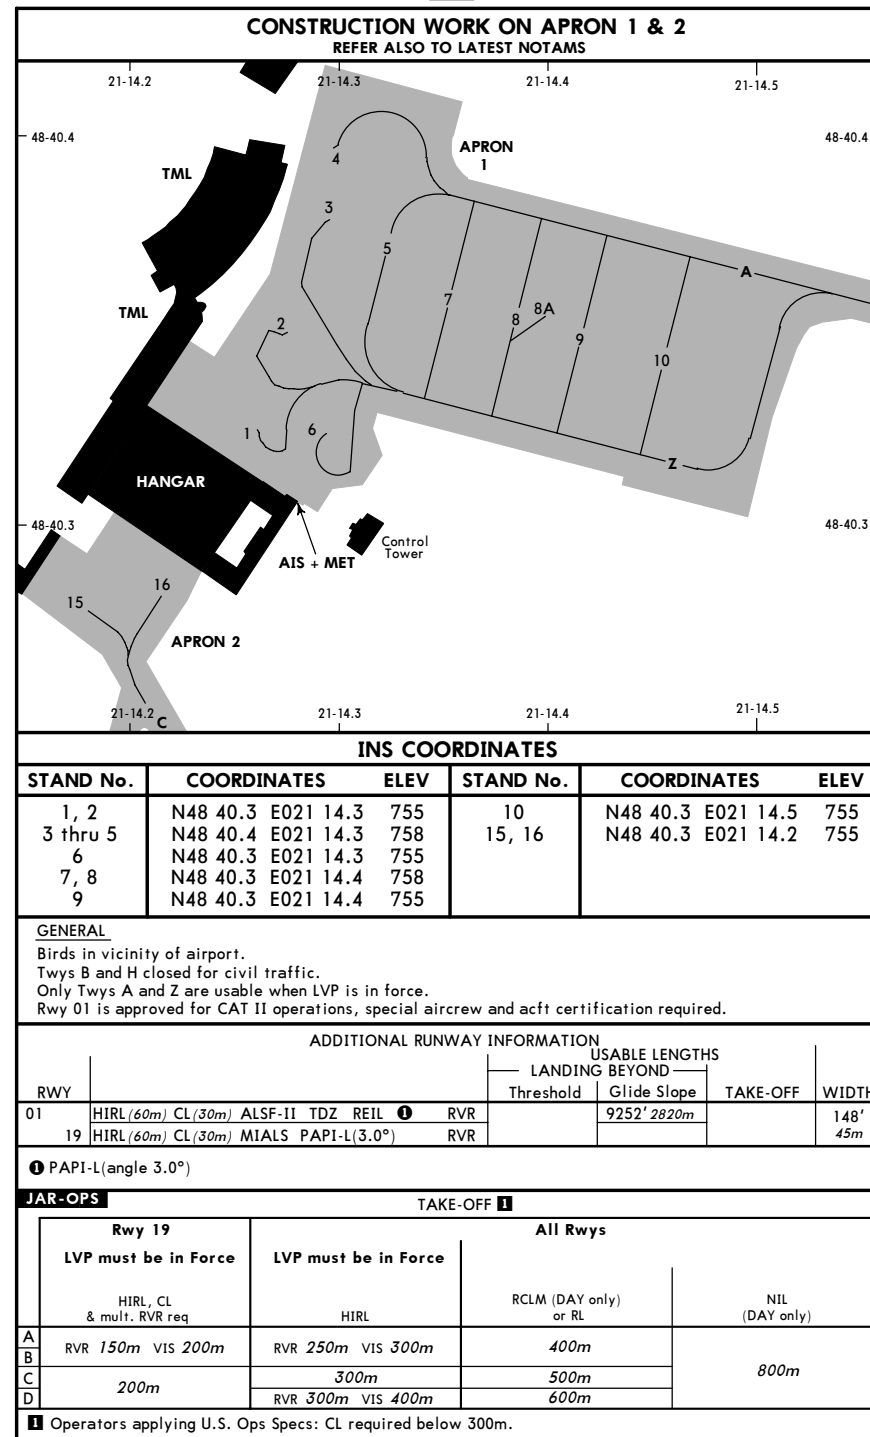 CONSTRUCTION WORK ON APRON 1 & 2
REFER ALSO TO LATEST NOTAMS
21-14.2 21-14.3 21-14.4 21-14.5
48-40.4 48-40.4
4
APRON
1
TML
3
5
A
7
8A
TML
8
2
9
10
1
6
Z
HANGAR
48-40.3 48-40.3
Control
Tower
AIS + MET
16
15
APRON 2
21-14.2 21-14.3 21-14.4 21-14.5
C
INS COORDINATES
STAND No. COORDINATES ELEV STAND No. COORDINATES ELEV
1, 2 N48 40.3 E021 14.3 755 10 N48 40.3 E021 14.5 755
3 thru 5 N48 40.4 E021 14.3 758 15, 16 N48 40.3 E021 14.2 755
6 N48 40.3 E021 14.3 755
7, 8 N48 40.3 E021 14.4 758
9 N48 40.3 E021 14.4 755
GENERAL
Birds in vicinity of airport.
Twys B and H closed for civil traffic.
Only Twys A and Z are usable when LVP is in force.
Rwy 01 is approved for CAT II operations, special aircrew and acft certification required.
ADDITIONAL RUNWAY INFORMATION
USABLE LENGTHS
LANDING BEYOND
RWY Threshold Glide Slope TAKE-OFF WIDTH
01 HIRL(60m) CL(30m) ALSF-II TDZ REIL ❶ RVR 9252' 2820m 148'
19 HIRL(60m) CL(30m) MIALS PAPI-L(3.0°) RVR 45m
❶ PAPI-L(angle 3.0°)
JAR-OPS TAKE-OFF 1
Rwy 19 All Rwys
LVP must be in Force LVP must be in Force
HIRL, CL
& mult. RVR req HIRL RCLM (DAY only)
or RL NIL
(DAY only)
A
B RVR 150m VIS 200m RVR 250m VIS 300m 400m 800m
C 200m 300m 500m
D RVR 300m VIS 400m 600m
1 Operators applying U.S. Ops Specs: CL required below 300m.